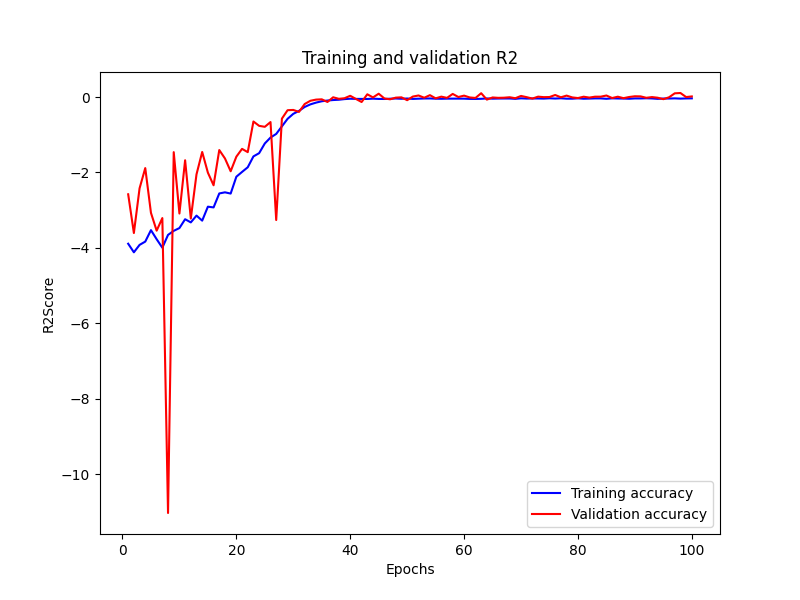 Training and validation R2
0
−2
−4
−6
−8
−10
R2Score
Training accuracy
Validation accuracy
0 20 40 60 80 100
Epochs